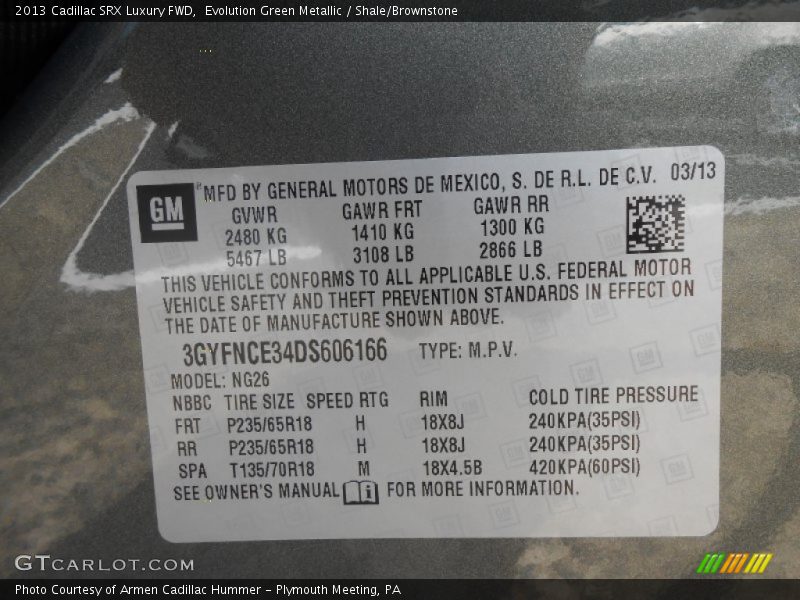 2013 Cadillac SRX Luxury FWD,  Evolution Green Metallic / Shale/Brownstone
GM
® MFD BY GENERAL MOTORS DE MEXICO, S. DE R.L. DE C.V. 03/13
GVWR GAWR FRT GAWR RR
2480 KG 1410 KG 1300 KG
5467 LB 3108 LB 2866 LB
THIS VEHICLE CONFORMS TO ALL APPLICABLE U.S. FEDERAL MOTOR
VEHICLE SAFETY AND THEFT PREVENTION STANDARDS IN EFFECT ON
THE DATE OF MANUFACTURE SHOWN ABOVE.
3GYFNCE34DS606166 TYPE: M.P.V.
MODEL: NG26
NBBC TIRE SIZE SPEED RTG RIM COLD TIRE PRESSURE
FRT P235/65R18 H 18X8J 240KPA(35PSI)
RR P235/65R18 H 18X8J 240KPA(35PSI)
SPA T135/70R18 M 18X4.5B 420KPA(60PSI)
SEE OWNER'S MANUAL i FOR MORE INFORMATION.
GTCARLOT.COM
Photo Courtesy of Armen Cadillac Hummer - Plymouth Meeting, PA